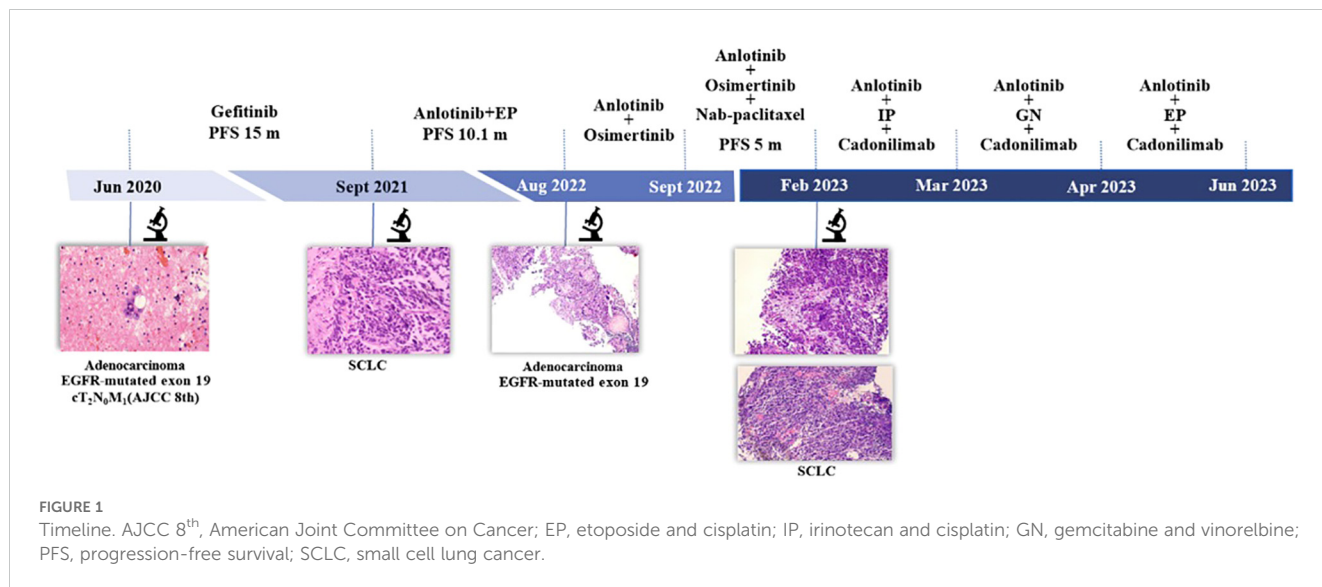 Gefitinib
PFS 15 m
Anlotinib+EP
PFS 10.1 m
Anlotinib
+
Osimertinib
Anlotinib
+
Osimertinib
+
Nab-paclitaxel
PFS 5 m
Anlotinib
+
IP
+
Cadonilimab
Anlotinib
+
GN
+
Cadonilimab
Anlotinib
+
EP
+
Cadonilimab
Jun 2020
Sept 2021
Aug 2022
Sept 2022
Feb 2023
Mar 2023
Apr 2023
Jun 2023
Adenocarcinoma
EGFR-mutated exon 19
cT₂N₀M₁(AJCC 8th)
SCLC
Adenocarcinoma
EGFR-mutated exon 19
SCLC
FIGURE 1
Timeline. AJCC 8ᵗʰ, American Joint Committee on Cancer; EP, etoposide and cisplatin; IP, irinotecan and cisplatin; GN, gemcitabine and vinorelbine;
PFS, progression-free survival; SCLC, small cell lung cancer.